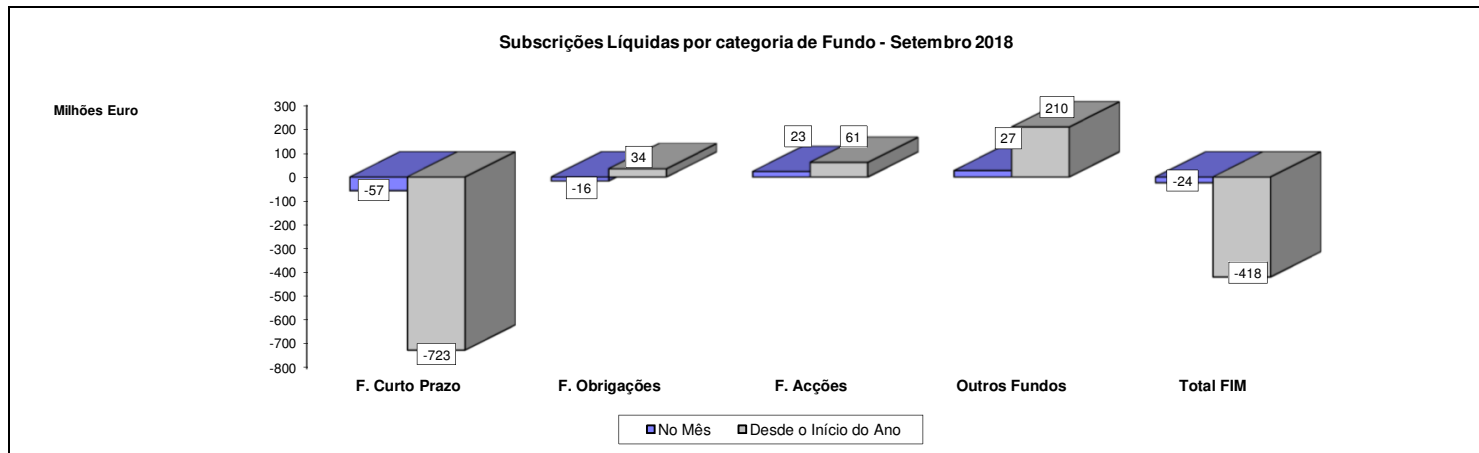 Subscrições Líquidas por categoria de Fundo - Setembro 2018
Milhões Euro
300
200
100
0
-100
-200
-300
-400
-500
-600
-700
-800
-57
-723
-16
34
23
61
27
210
-24
-418
F. Curto Prazo
F. Obrigações
F. Acções
Outros Fundos
Total FIM
No Mês
Desde o Início do Ano